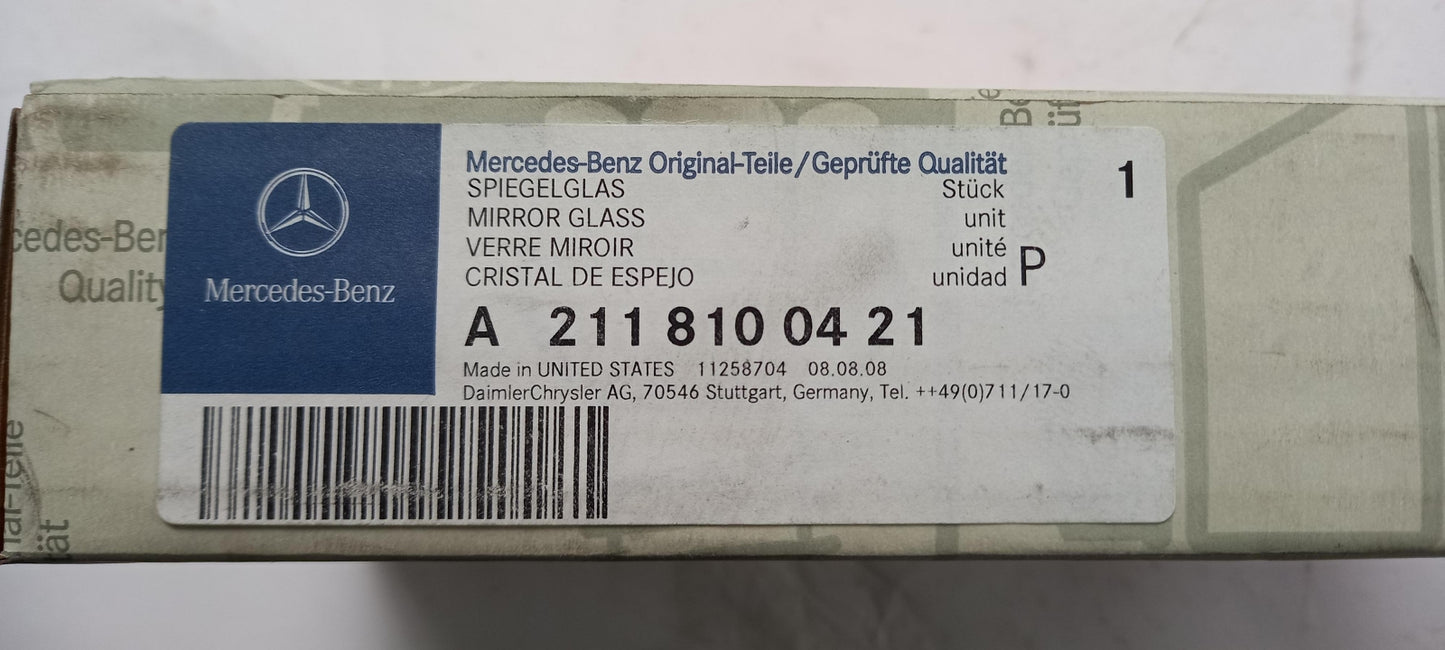 Mercedes-Benz Original-Teile/Geprüfte Qualität
SPIEGELGLAS Stück 1
MIRROR GLASS unit
VERRE MIROIR unité
CRISTAL DE ESPEJO unidad P
A 211 810 04 21
Made in UNITED STATES 11258704 08.08.08
DaimlerChrysler AG, 70546 Stuttgart, Germany, Tel. ++49(0)711/17-0
Mercedes-Benz
cedes-Ber
Quality